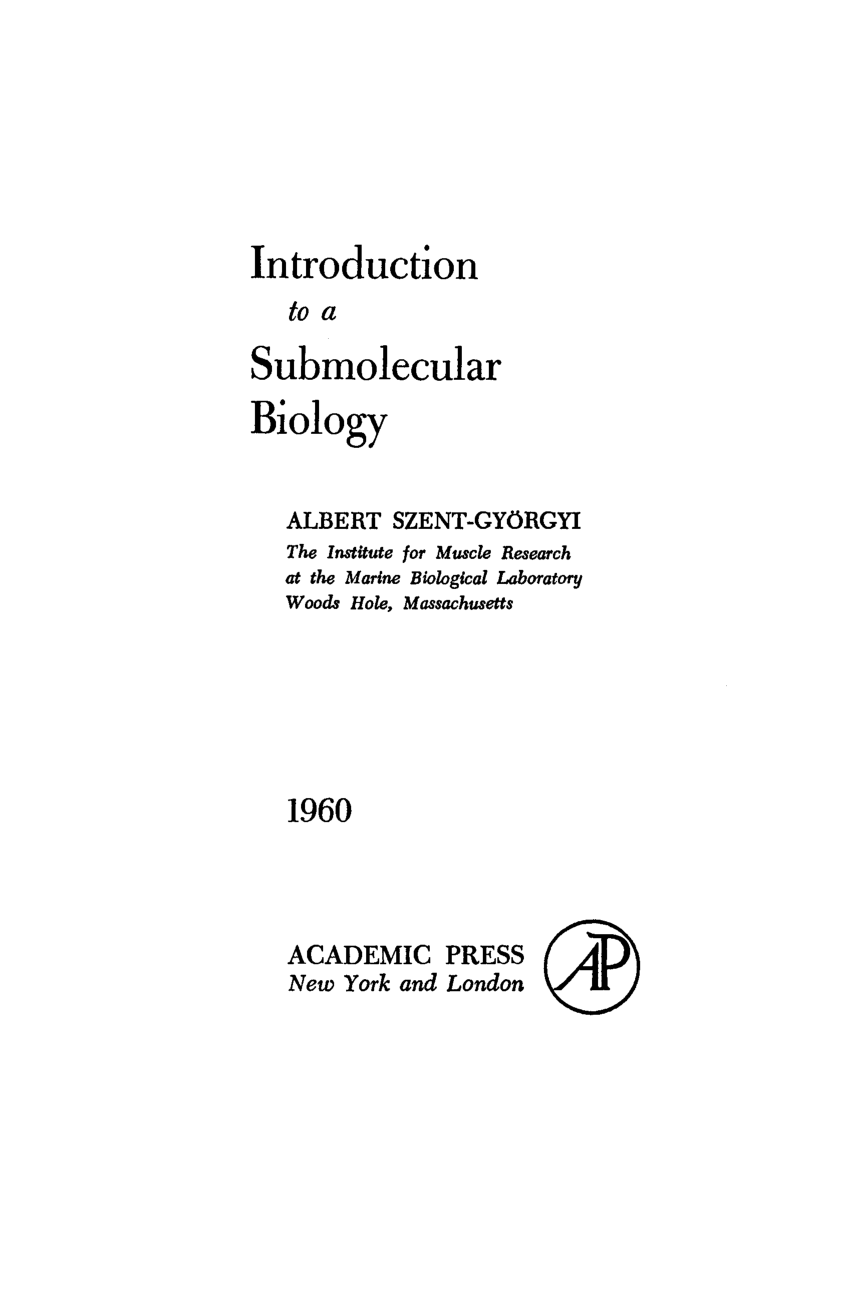 Introduction
to a
Submolecular
Biology
ALBERT SZENT-GYÖRGYI
The Institute for Muscle Research
at the Marine Biological Laboratory
Woods Hole, Massachusetts
1960
ACADEMIC PRESS
New York and London
AP